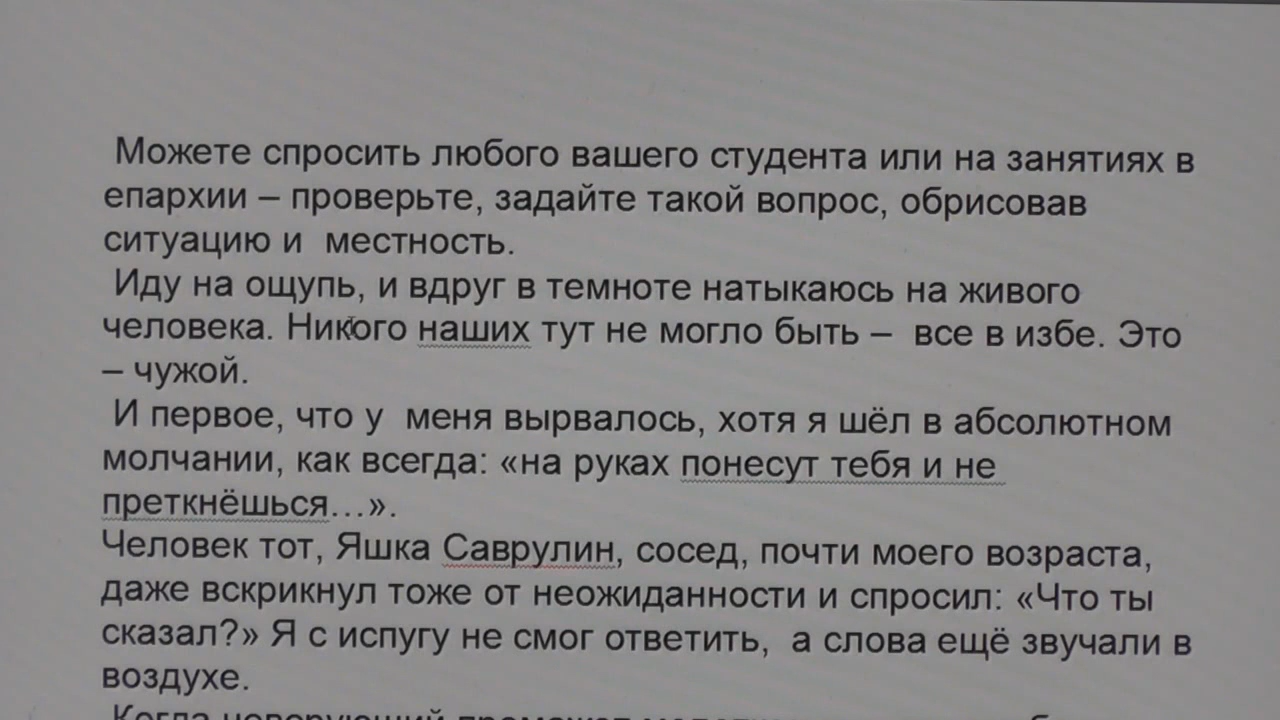 Можете спросить любого вашего студента или на занятиях в
епархии – проверьте, задайте такой вопрос, обрисовав
ситуацию и  местность.
Иду на ощупь, и вдруг в темноте натыкаюсь на живого
человека. Никого наших тут не могло быть –  все в избе. Это
– чужой.
И первое, что у  меня вырвалось, хотя я шёл в абсолютном
молчании, как всегда: «на руках понесут тебя и не
преткнёшься…».
Человек тот, Яшка Саврулин, сосед, почти моего возраста,
даже вскрикнул тоже от неожиданности и спросил: «Что ты
сказал?» Я с испугу не смог ответить,  а слова ещё звучали в
воздухе.
Когда неверующий